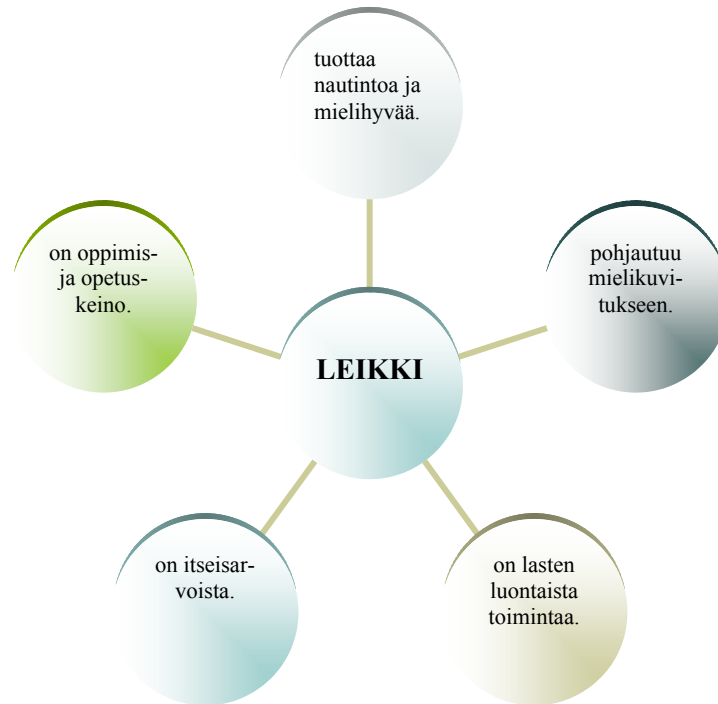 tuottaa
nautintoa ja
mielihyvää.
on oppimis-
ja opetus-
keino.
pohjautuu
mielikuvi-
tukseen.
LEIKKI
on itseisar-
voista.
on lasten
luontaista
toimintaa.